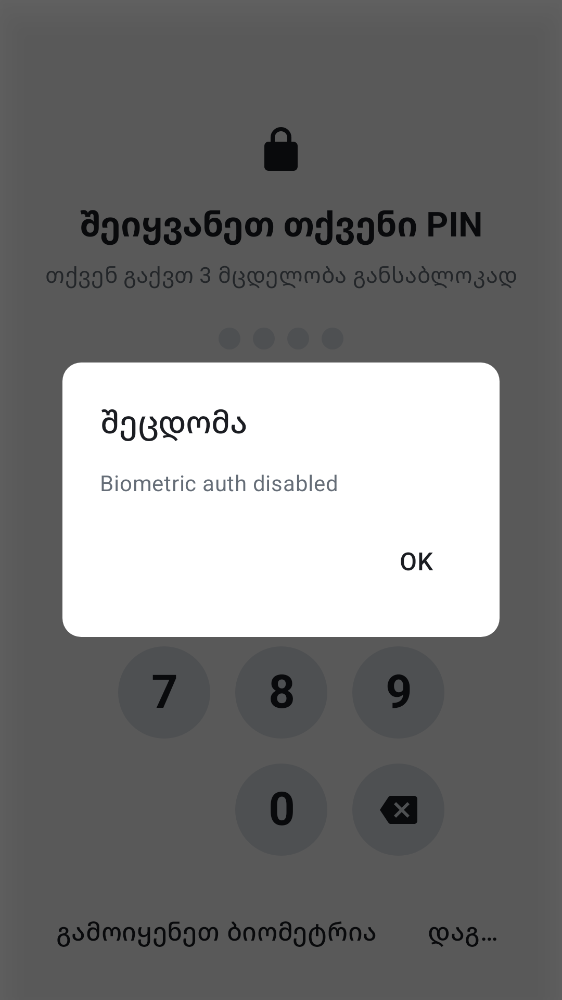 შეიყვანეთ თქვენი PIN
თქვენ გაქვთ 3 მცდელობა განსაბლოკად
შეცდომა
Biometric auth disabled
OK
7 8 9
0
გამოიყენეთ ბიომეტრია დაგ...